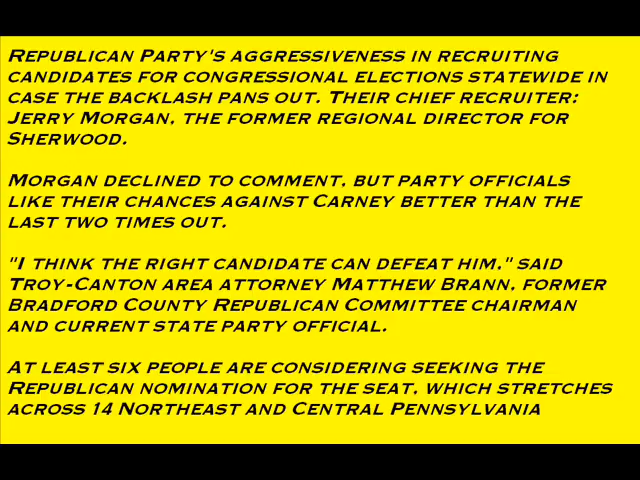 Republican Party's aggressiveness in recruiting
candidates for congressional elections statewide in
case the backlash pans out. Their chief recruiter:
Jerry Morgan, the former regional director for
Sherwood.
Morgan declined to comment, but party officials
like their chances against Carney better than the
last two times out.
"I think the right candidate can defeat him," said
Troy-Canton area attorney Matthew Brann, former
Bradford County Republican Committee chairman
and current state party official.
At least six people are considering seeking the
Republican nomination for the seat, which stretches
across 14 Northeast and Central Pennsylvania